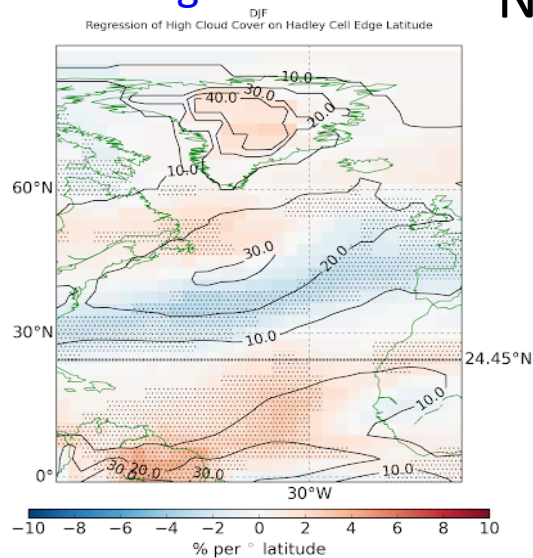 g
N
DJF
Regression of High Cloud Cover on Hadley Cell Edge Latitude
10.0
40.0 30.0
20.0
10.0
60°N
30.0
20.0
30°N
10.0
24.45°N
10.0
30.0 20.0 30.0
10.0
0°
30°W
−10 −8 −6 −4 −2 0 2 4 6 8 10
% per ° latitude